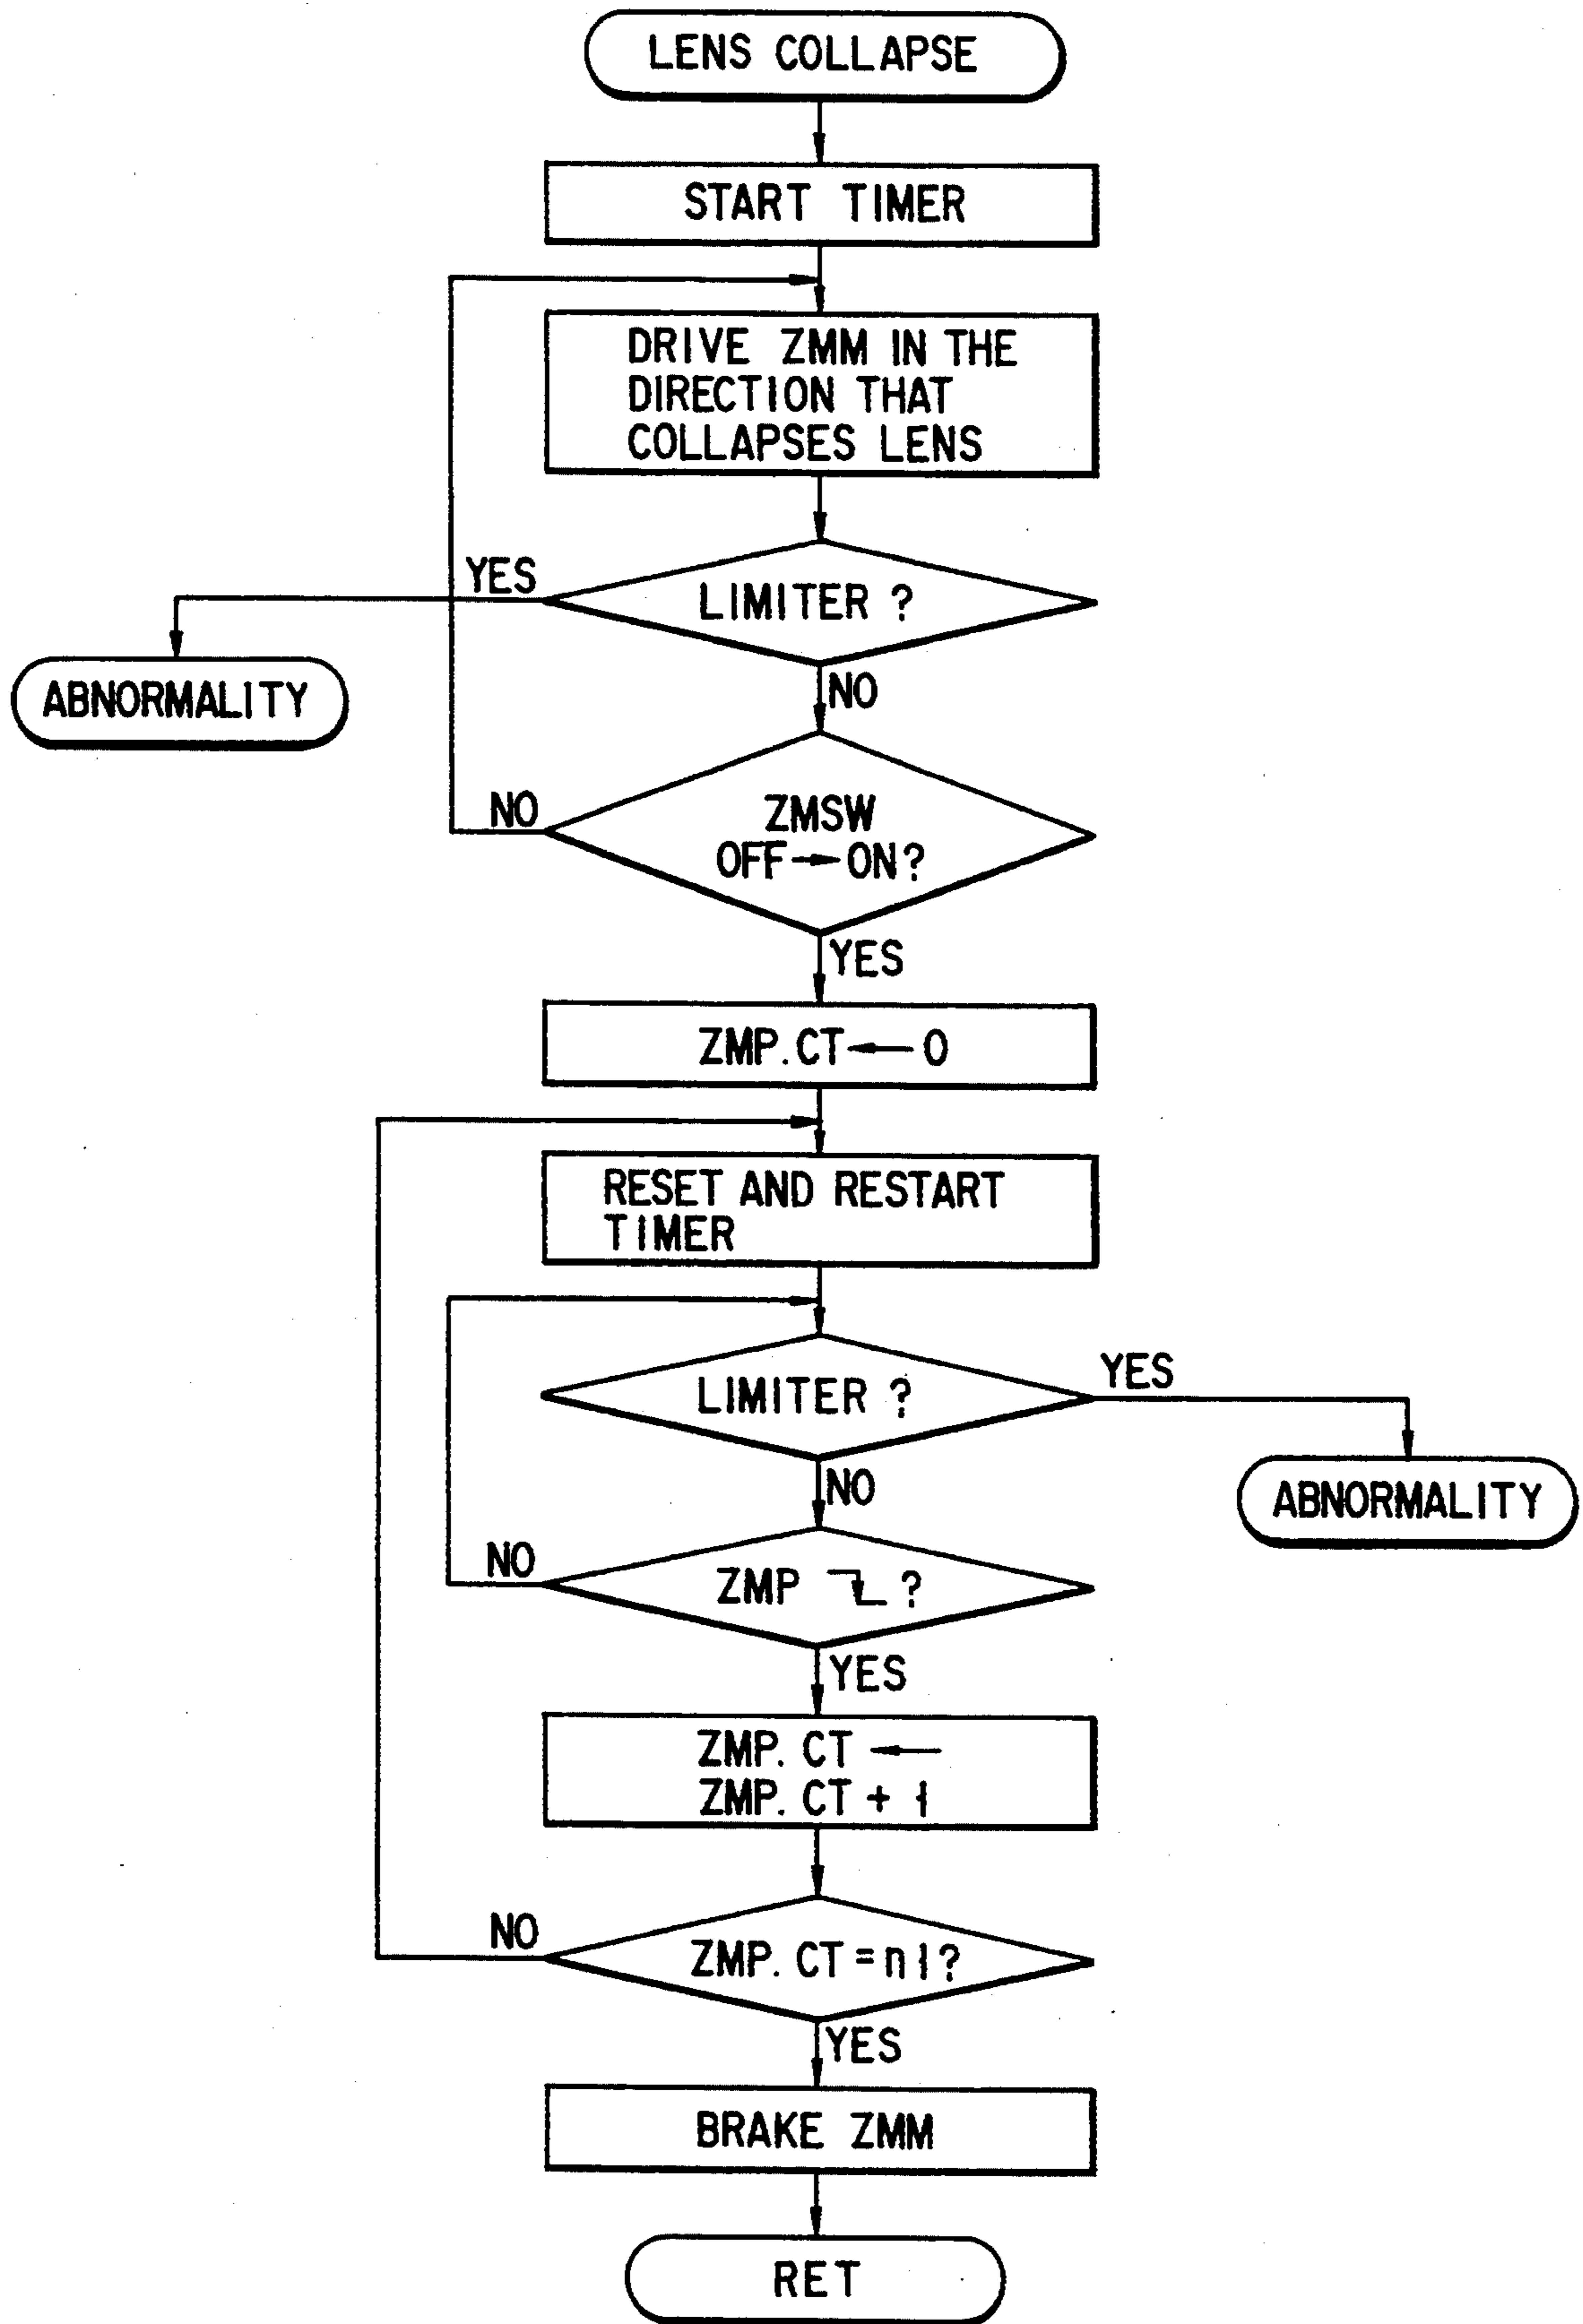 LENS COLLAPSE
START TIMER
DRIVE ZMM IN THE
DIRECTION THAT
COLLAPSES LENS
YES
LIMITER ?
ABNORMALITY
NO
NO
ZMSW
OFF→ON?
YES
ZMP.CT←0
RESET AND RESTART
TIMER
LIMITER ?
YES
NO
ABNORMALITY
NO
ZMP ?
YES
ZMP. CT ←
ZMP. CT + 1
NO
ZMP. CT = n1?
YES
BRAKE ZMM
RET